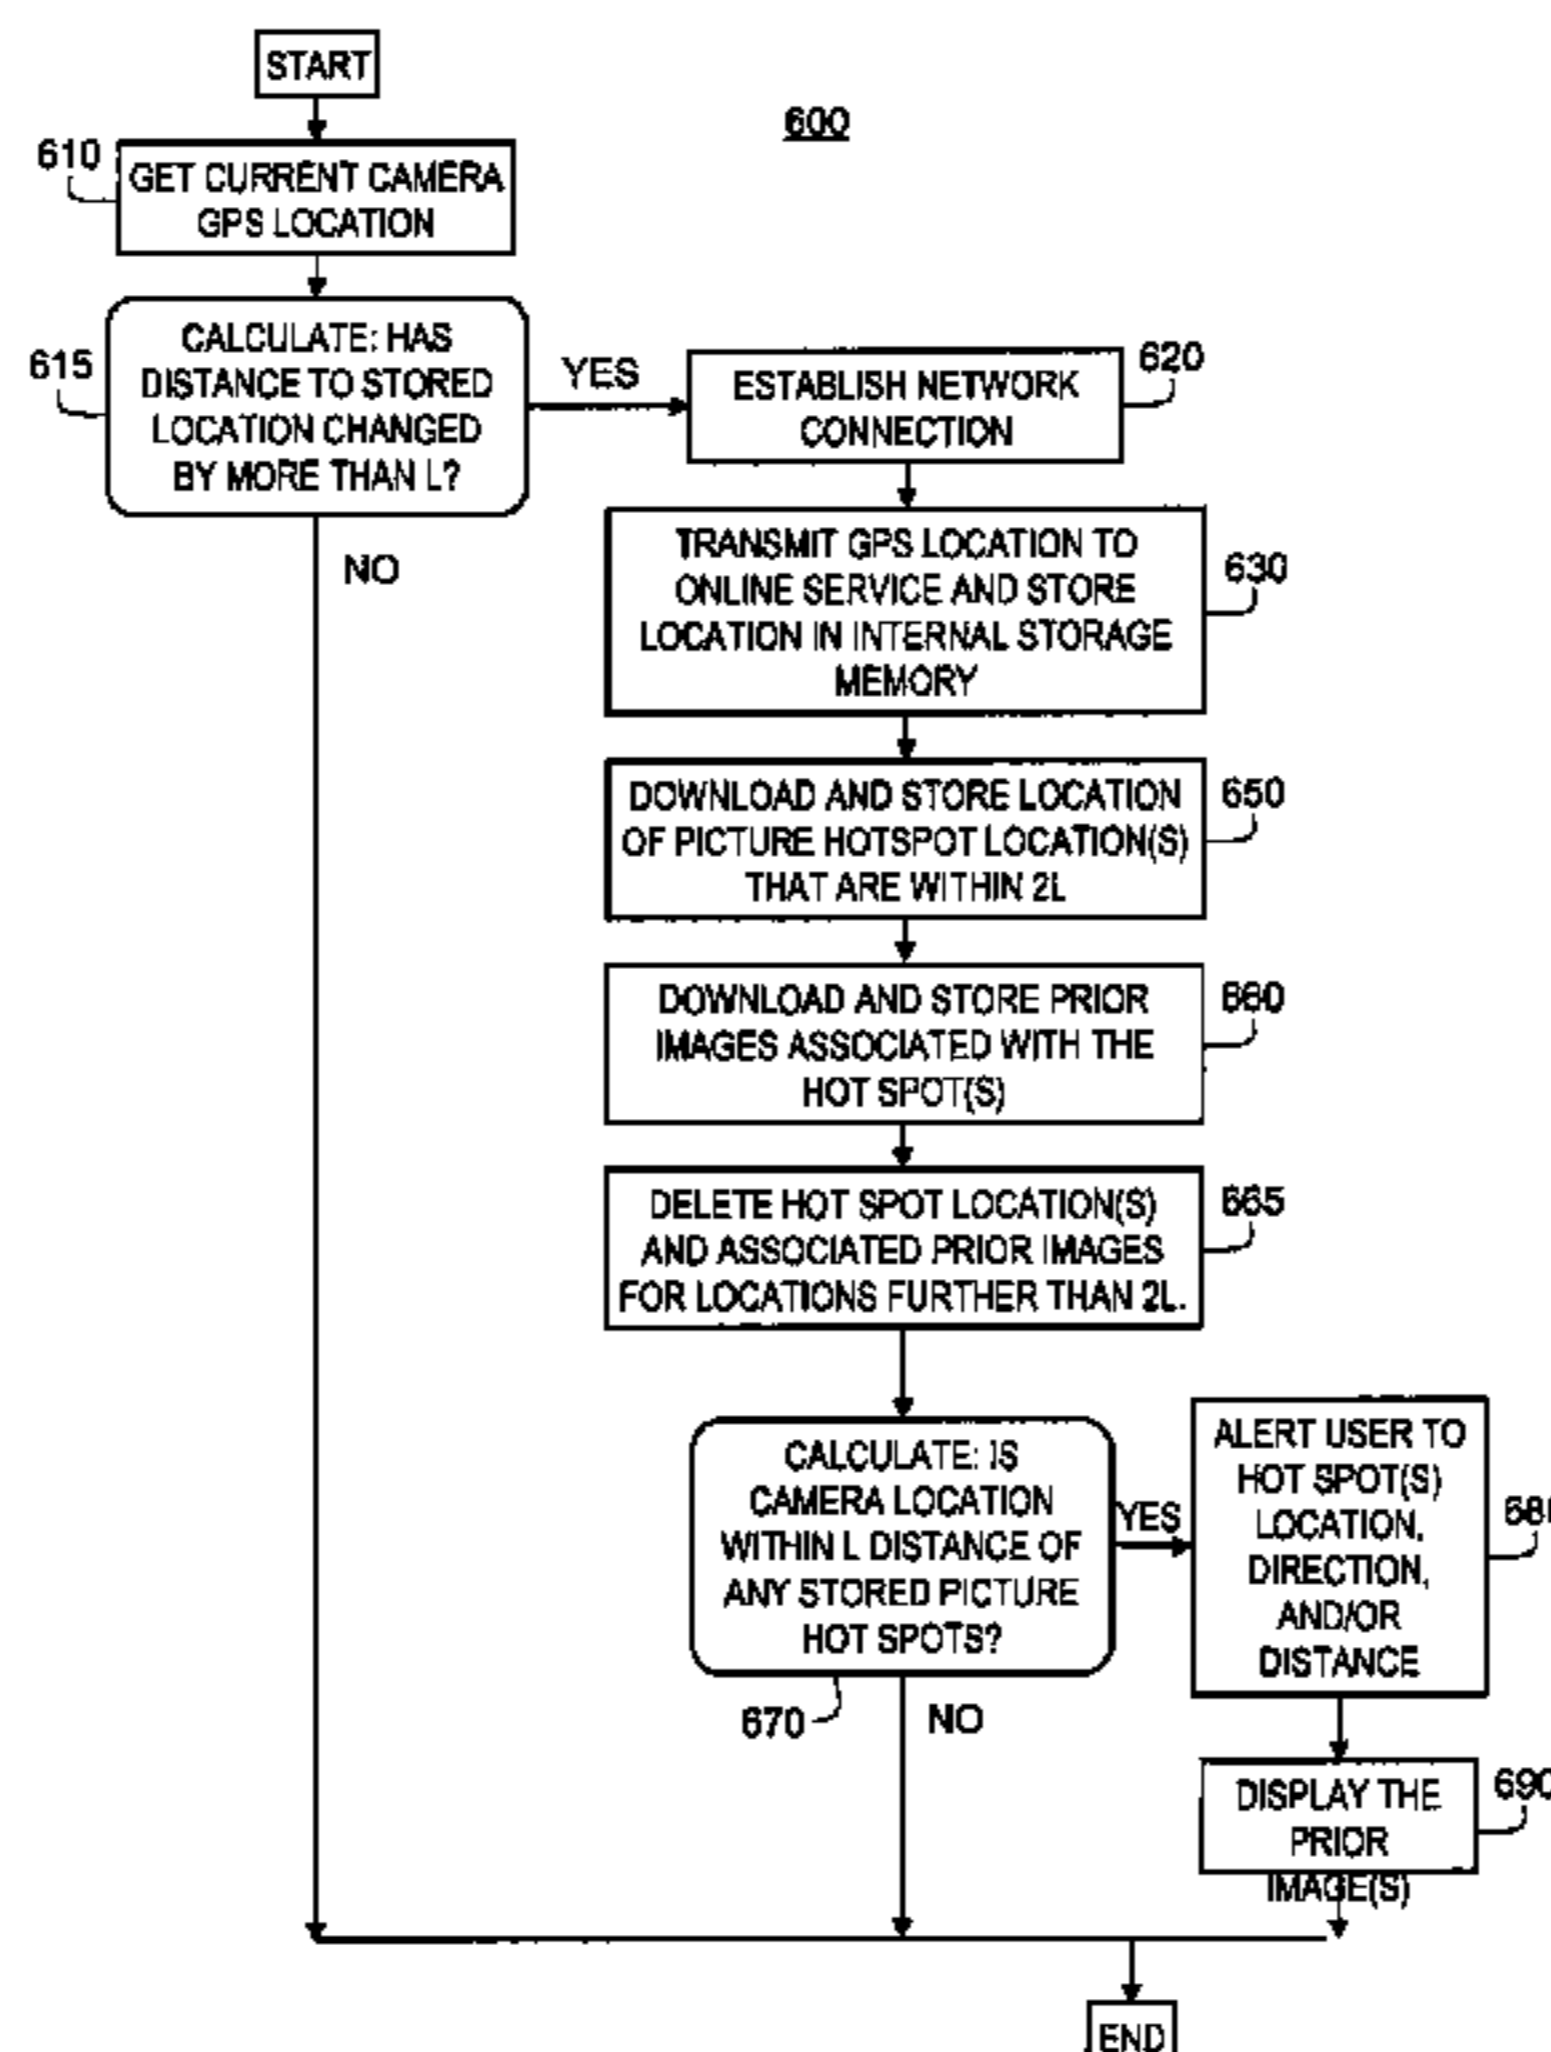 START
600
610
GET CURRENT CAMERA
GPS LOCATION
615
CALCULATE: HAS
DISTANCE TO STORED
LOCATION CHANGED
BY MORE THAN L?
YES
NO
620
ESTABLISH NETWORK
CONNECTION
630
TRANSMIT GPS LOCATION TO
ONLINE SERVICE AND STORE
LOCATION IN INTERNAL STORAGE
MEMORY
650
DOWNLOAD AND STORE LOCATION
OF PICTURE HOTSPOT LOCATION(S)
THAT ARE WITHIN 2L
660
DOWNLOAD AND STORE PRIOR
IMAGES ASSOCIATED WITH THE
HOT SPOT(S)
665
DELETE HOT SPOT LOCATION(S)
AND ASSOCIATED PRIOR IMAGES
FOR LOCATIONS FURTHER THAN 2L.
CALCULATE: IS
CAMERA LOCATION
WITHIN L DISTANCE OF
ANY STORED PICTURE
HOT SPOTS?
670
YES
NO
ALERT USER TO
HOT SPOT(S)
LOCATION,
DIRECTION,
AND/OR
DISTANCE
690
DISPLAY THE
PRIOR
IMAGE(S)
END